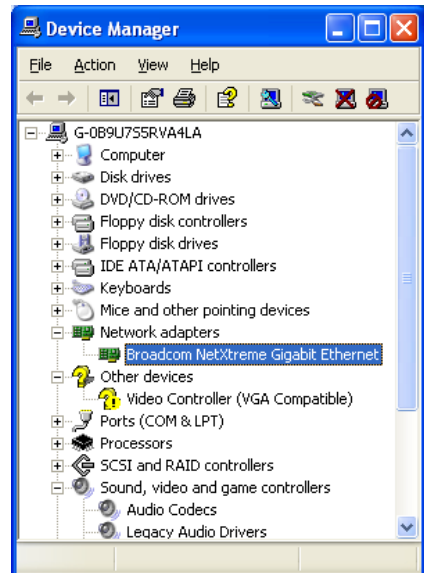 Device Manager
File Action View Help
G-0B9U7S5RVA4LA
Computer
Disk drives
DVD/CD-ROM drives
Floppy disk controllers
Floppy disk drives
IDE ATA/ATAPI controllers
Keyboards
Mice and other pointing devices
Network adapters
Broadcom NetXtreme Gigabit Ethernet
Other devices
Video Controller (VGA Compatible)
Ports (COM & LPT)
Processors
SCSI and RAID controllers
Sound, video and game controllers
Audio Codecs
Legacy Audio Drivers